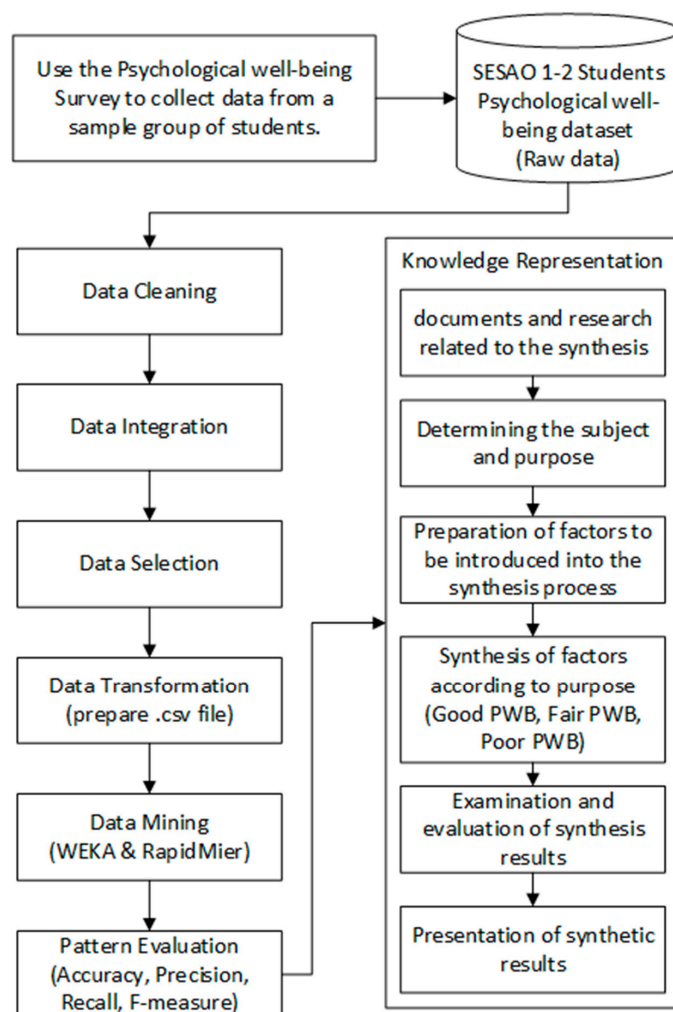 Use the Psychological well-being
Survey to collect data from a
sample group of students.
SESAO 1-2 Students
Psychological well-
being dataset
(Raw data)
Data Cleaning
Data Integration
Data Selection
Data Transformation
(prepare .csv file)
Data Mining
(WEKA & RapidMier)
Pattern Evaluation
(Accuracy, Precision,
Recall, F-measure)
Knowledge Representation
documents and research
related to the synthesis
Determining the subject
and purpose
Preparation of factors to
be introduced into the
synthesis process
Synthesis of factors
according to purpose
(Good PWB, Fair PWB,
Poor PWB)
Examination and
evaluation of synthesis
results
Presentation of synthetic
results